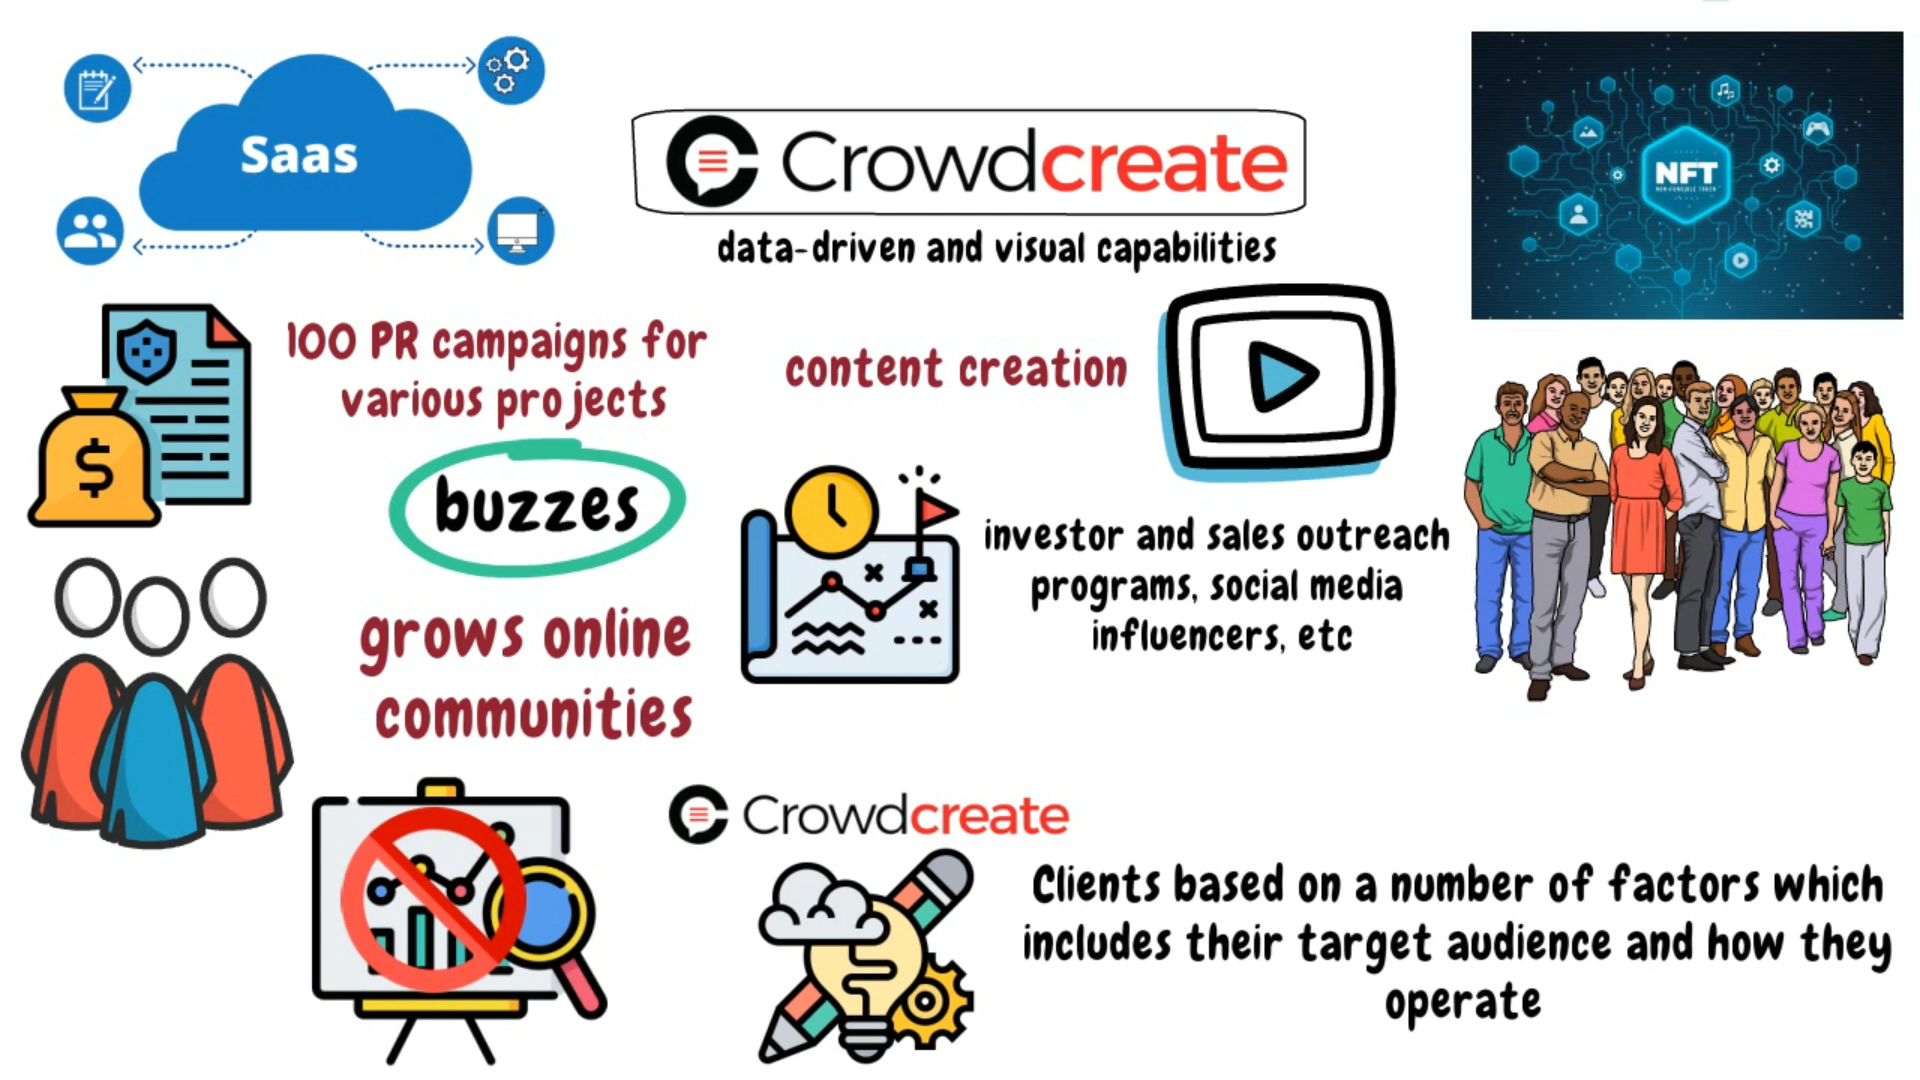 Saas
Crowdcreate
data-driven and visual capabilities
NFT
100 PR campaigns for
various projects
content creation
buzzes
investor and sales outreach
programs, social media
influencers, etc
grows online
communities
Crowdcreate
Clients based on a number of factors which
includes their target audience and how they
operate